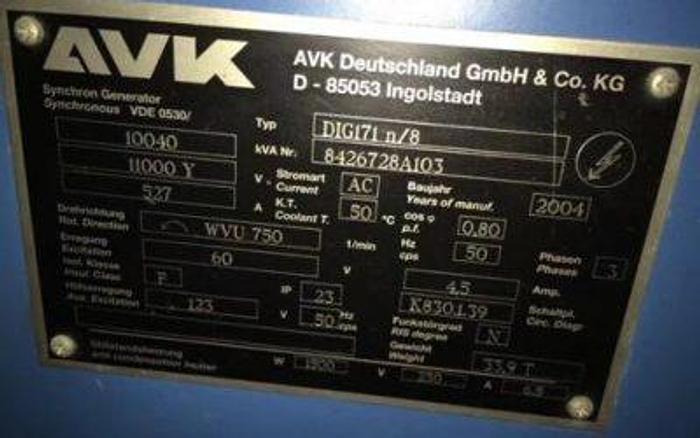 AVK
AVK Deutschland GmbH & Co. KG
D - 85053 Ingolstadt
Synchron Generator
Synchronous VDE 0530/
Typ DIG171 n/8
10040 kVA Nr. 8426728A103
11000 Y V - Stromart Current AC Baujahr Years of manuf. 2004
527 A K.T. Coolant T. 50 °C cos φ p.f. 0,80
Drehrichtung Rot. Direction WVU 750 1/min Hz cps 50 Phasen Phases 3
Erregung Excitation 60 V 4.5 Amp.
Isol. Klasse Insul. Class F IP 23 K830.139 Schaltpl. Circ. Diagr.
Hilfserregung Aux. Excitation 123 V 50 Hz cps Funkstörgrad RIS degree N
Gewicht Weight 33,9 T
Stillstandsheizung
anti condensation heater W V A